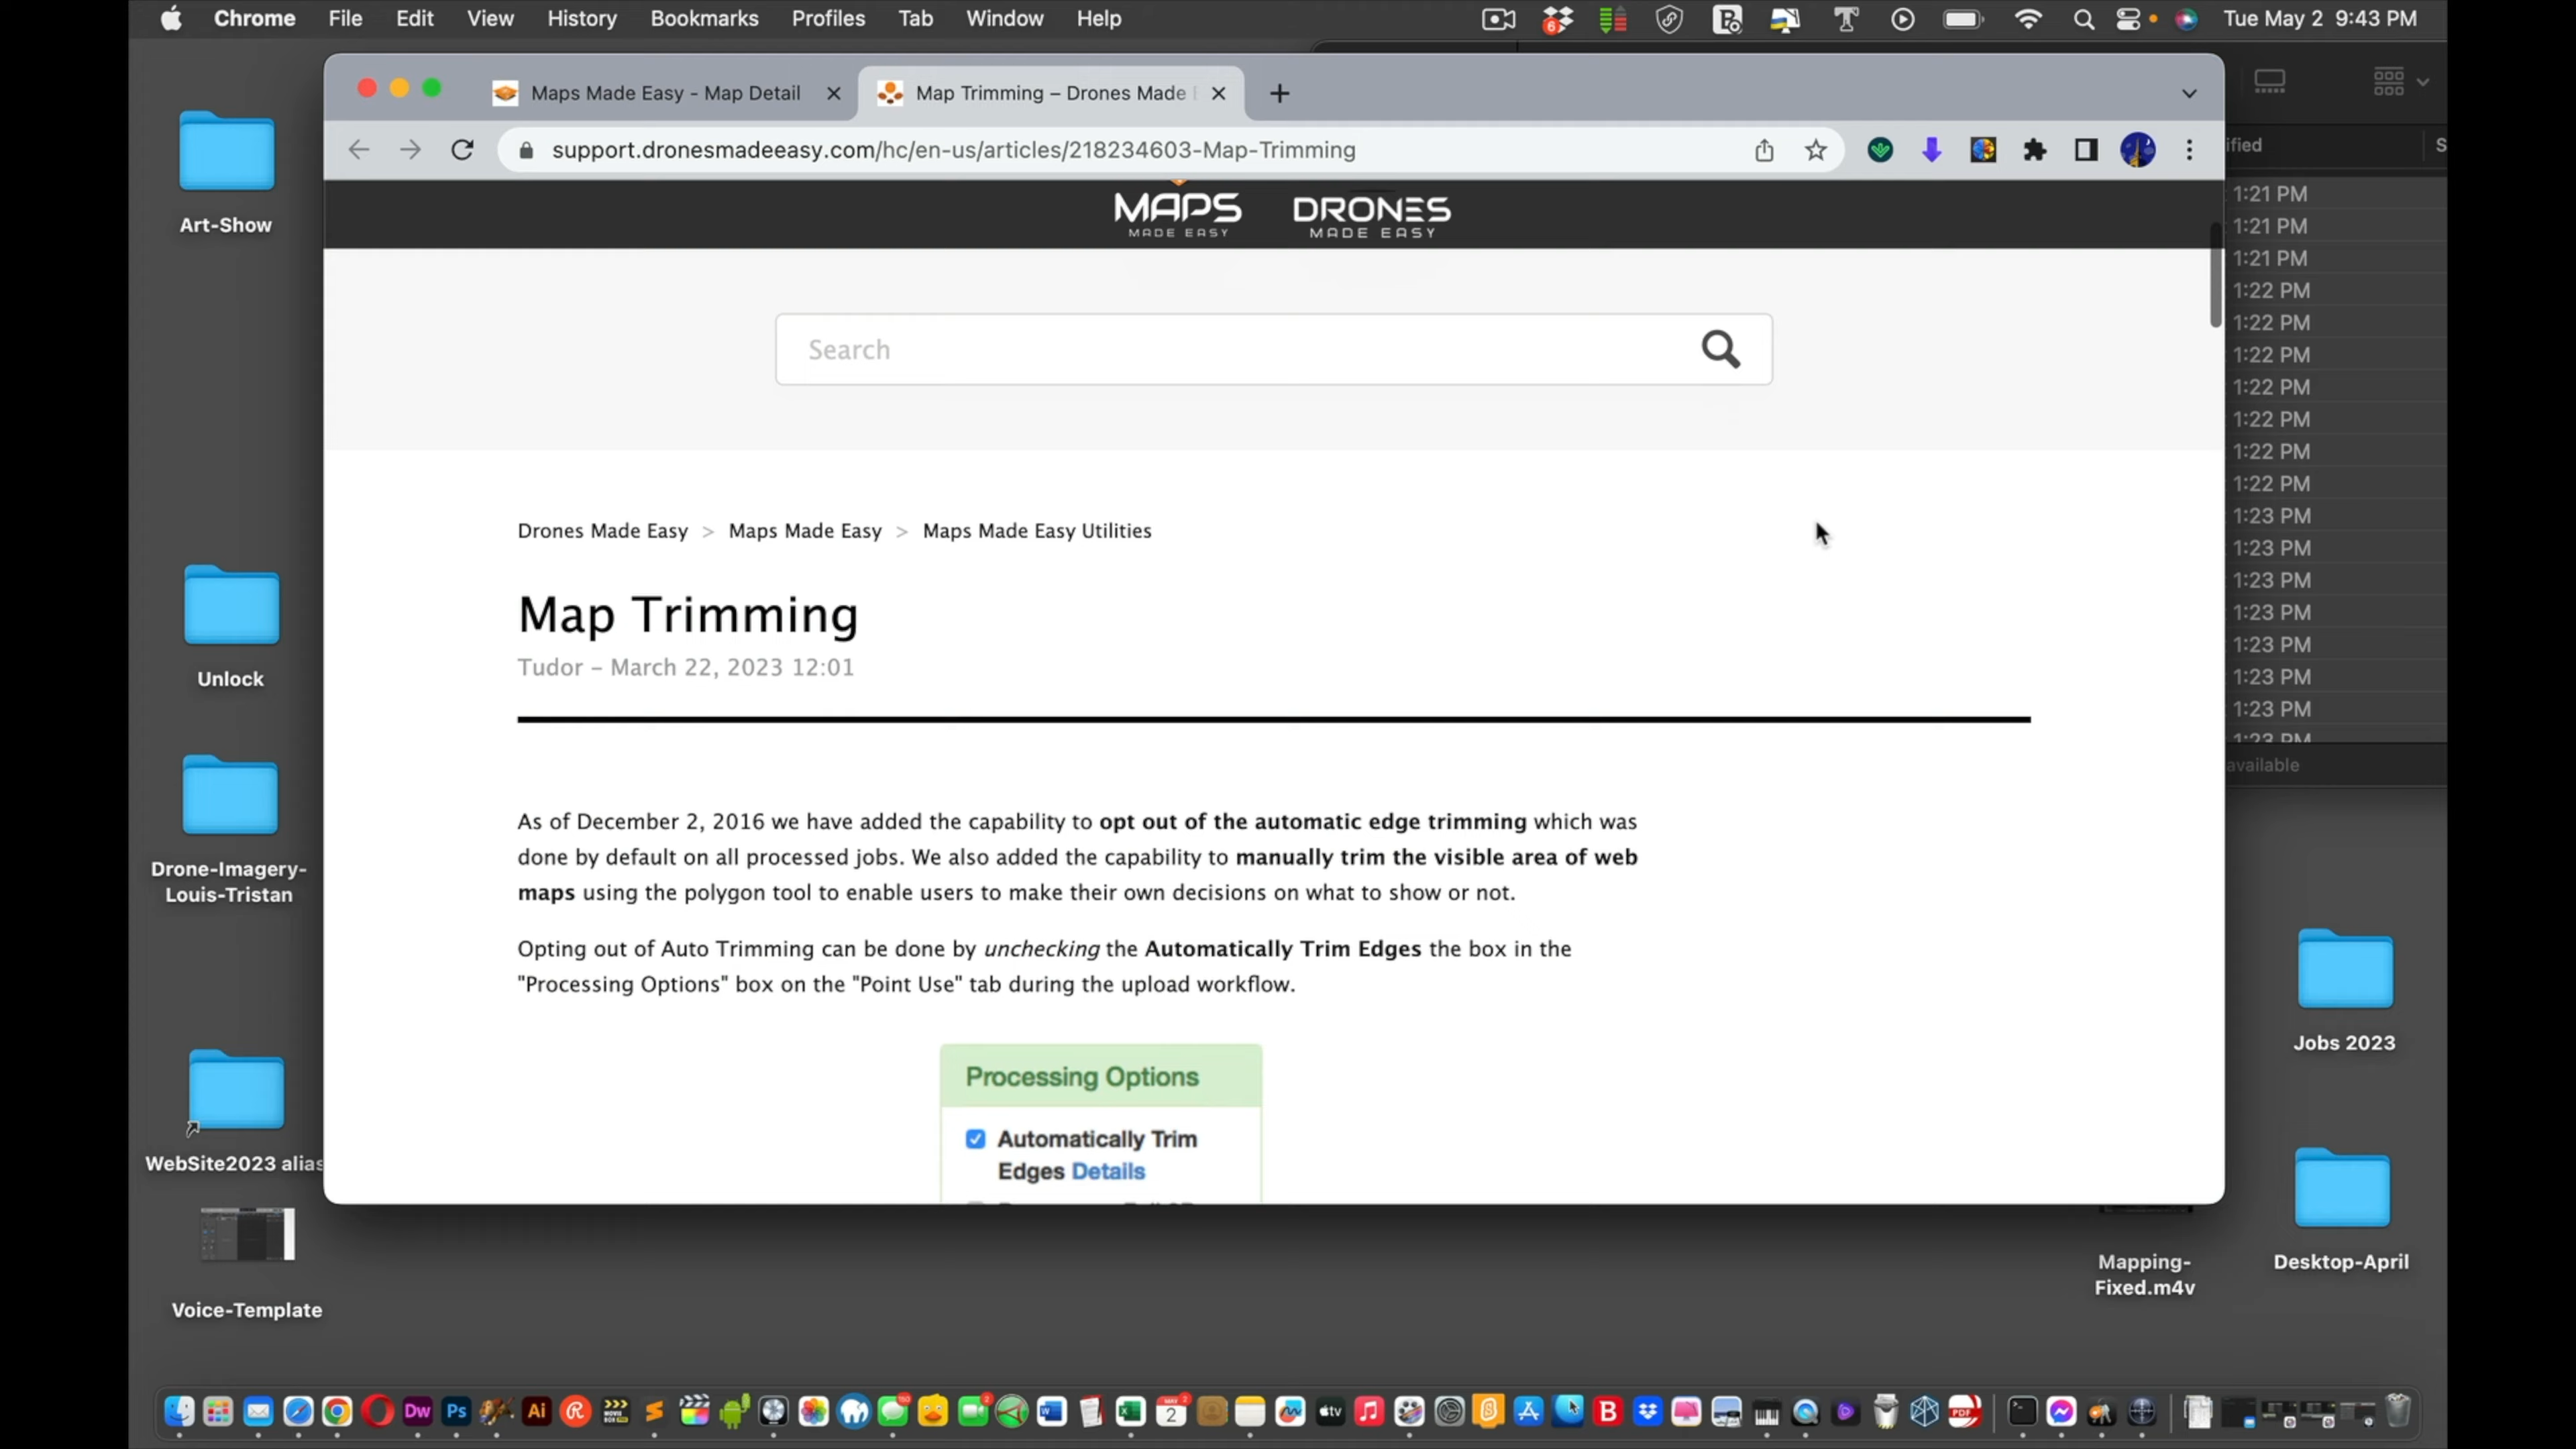 Chrome File Edit View History Bookmarks Profiles Tab Window Help
Tue May 2 9:43 PM
Maps Made Easy - Map Detail
Map Trimming – Drones Made
support.dronesmadeeasy.com/hc/en-us/articles/218234603-Map-Trimming
MAPS
MADE EASY
DRONES
MADE EASY
Search
Drones Made Easy > Maps Made Easy > Maps Made Easy Utilities
Map Trimming
Tudor – March 22, 2023 12:01
As of December 2, 2016 we have added the capability to opt out of the automatic edge trimming which was
done by default on all processed jobs. We also added the capability to manually trim the visible area of web
maps using the polygon tool to enable users to make their own decisions on what to show or not.
Opting out of Auto Trimming can be done by unchecking the Automatically Trim Edges the box in the
"Processing Options" box on the "Point Use" tab during the upload workflow.
Processing Options
Automatically Trim
Edges Details
Art-Show
Unlock
Drone-Imagery-
Louis-Tristan
WebSite2023 alias
Voice-Template
ified
S
1:21 PM
1:21 PM
1:21 PM
1:22 PM
1:22 PM
1:22 PM
1:22 PM
1:22 PM
1:22 PM
1:22 PM
1:23 PM
1:23 PM
1:23 PM
1:23 PM
1:23 PM
1:23 PM
1:23 PM
1:23 PM
available
Jobs 2023
Mapping-
Fixed.m4v
Desktop-April
Dw
Ps
Ai
2
tv
B
PDF